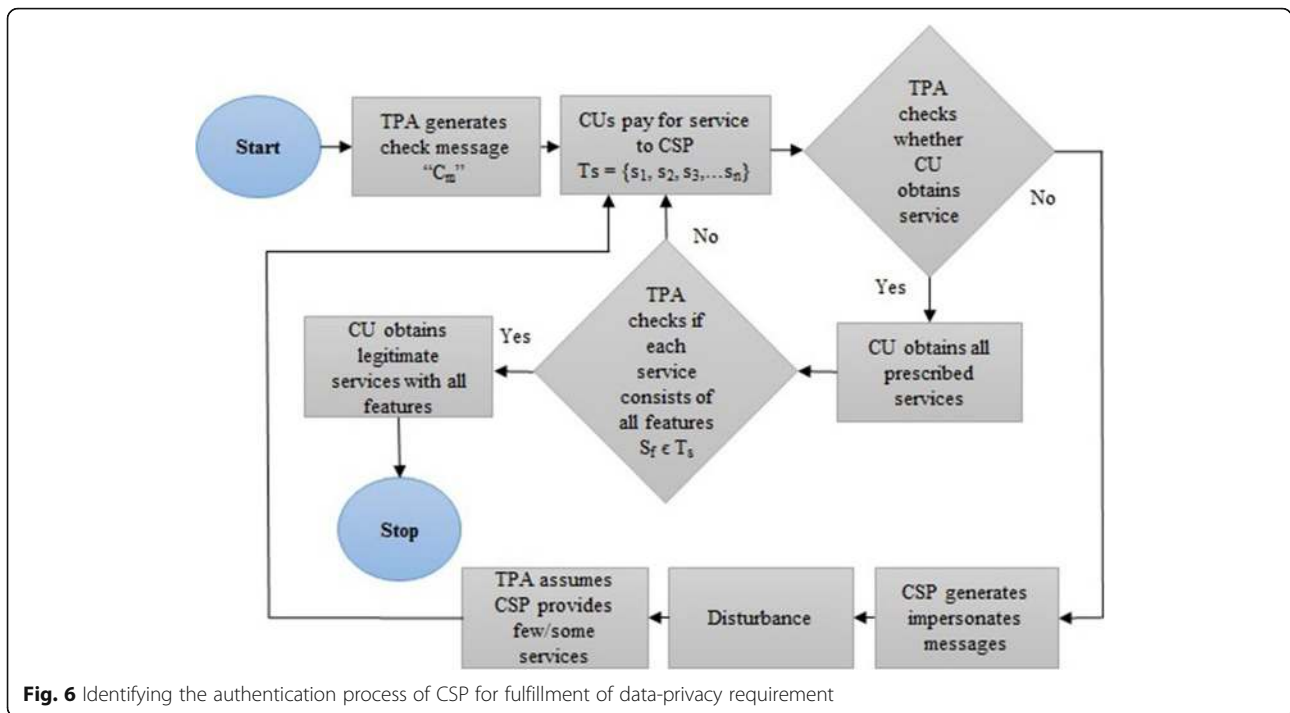 Start
TPA generates
check message
“Cₘ”
CUs pay for service
to CSP
Ts = {s₁, s₂, s₃,…sₙ}
TPA
checks
whether
CU
obtains
service
No
Yes
CU obtains all
prescribed
services
No
TPA
checks if
each
service
consists of
all features
S_f ϵ Tₛ
Yes
CU obtains
legitimate
services with all
features
Stop
CSP generates
impersonates
messages
Disturbance
TPA assumes
CSP provides
few/some
services
Fig. 6 Identifying the authentication process of CSP for fulfillment of data-privacy requirement